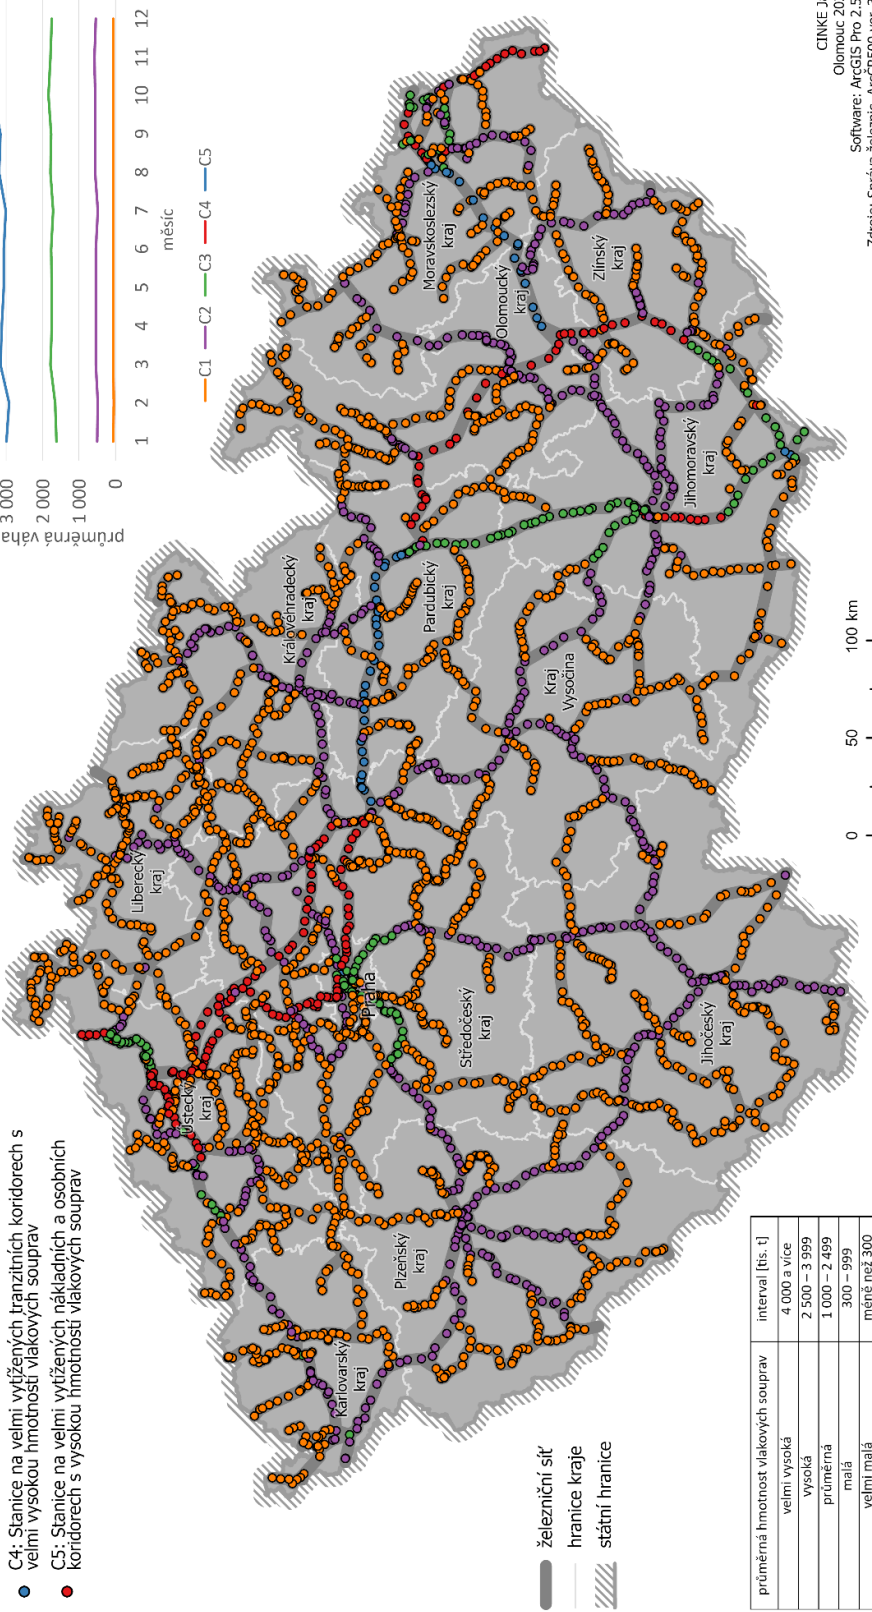 C4: Stanice na velmi vytížených tranzitních koridorech s
velmi vysokou hmotností vlakových souprav
C5: Stanice na velmi vytížených nákladních a osobních
koridorech s vysokou hmotností vlakových souprav
3 000
2 000
1 000
0
průměrná váha
1 2 3 4 5 6 7 8 9 10 11 12
měsíc
C1 C2 C3 C4 C5
Liberecký
kraj
Ústecký
kraj
Karlovarský
kraj
Plzeňský
kraj
Praha
Středočeský
kraj
Jihočeský
kraj
Královéhradecký
kraj
Pardubický
kraj
Kraj
Vysočina
Jihomoravský
kraj
Olomoucký
kraj
Moravskoslezský
kraj
Zlínský
kraj
železniční síť
hranice kraje
státní hranice
0 50 100 km
průměrná hmotnost vlakových souprav interval [tis. t]
velmi vysoká 4 000 a více
vysoká 2 500 – 3 999
průměrná 1 000 – 2 499
malá 300 – 999
velmi malá méně než 300
CINKE
Olomouc
Software: ArcGIS Pro 2.5
Zdroje: Správa železnic, ArcČR500 ver.